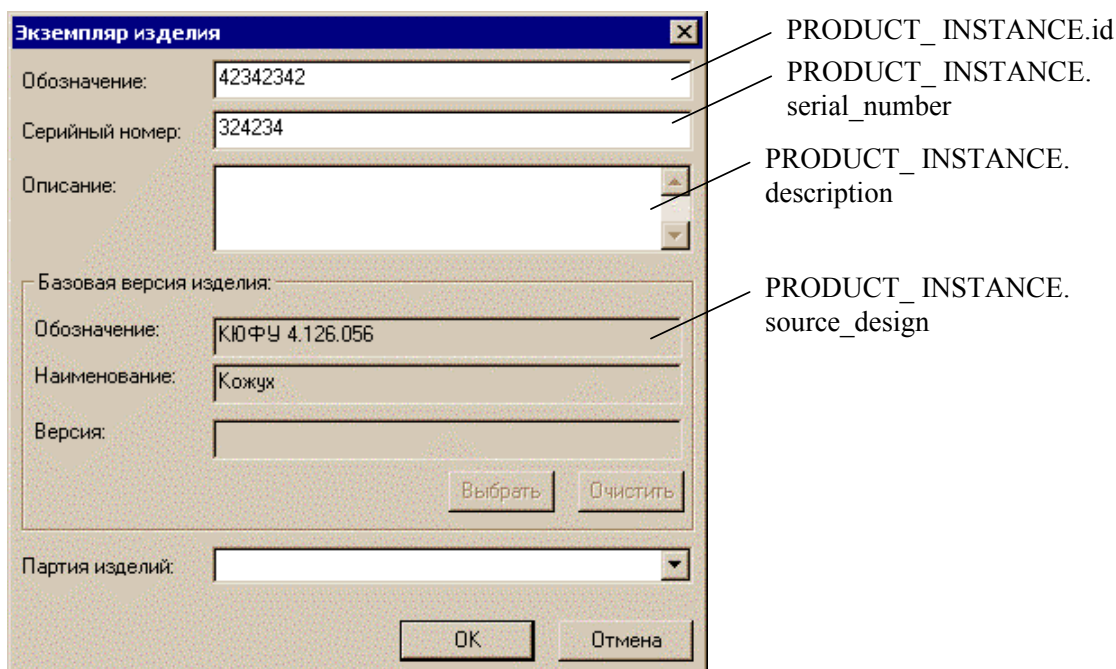 Экземпляр изделия
PRODUCT_ INSTANCE.id
Обозначение: 42342342
PRODUCT_ INSTANCE.
serial_number
Серийный номер: 324234
PRODUCT_ INSTANCE.
description
Описание:
Базовая версия изделия:
PRODUCT_ INSTANCE.
source_design
Обозначение: КЮФУ 4.126.056
Наименование: Кожух
Версия:
Выбрать Очистить
Партия изделий:
OK Отмена